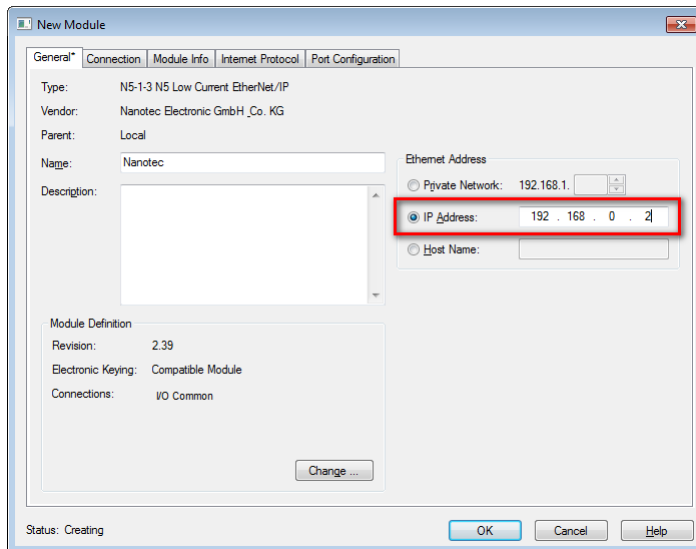 New Module
General* Connection Module Info Internet Protocol Port Configuration
Type: N5-1-3 N5 Low Current EtherNet/IP
Vendor: Nanotec Electronic GmbH _Co. KG
Parent: Local
Name: Nanotec
Description:
Ethernet Address
Private Network: 192.168.1.
IP Address: 192 . 168 . 0 . 2
Host Name:
Module Definition
Revision: 2.39
Electronic Keying: Compatible Module
Connections: I/O Common
Change ...
Status: Creating
OK Cancel Help